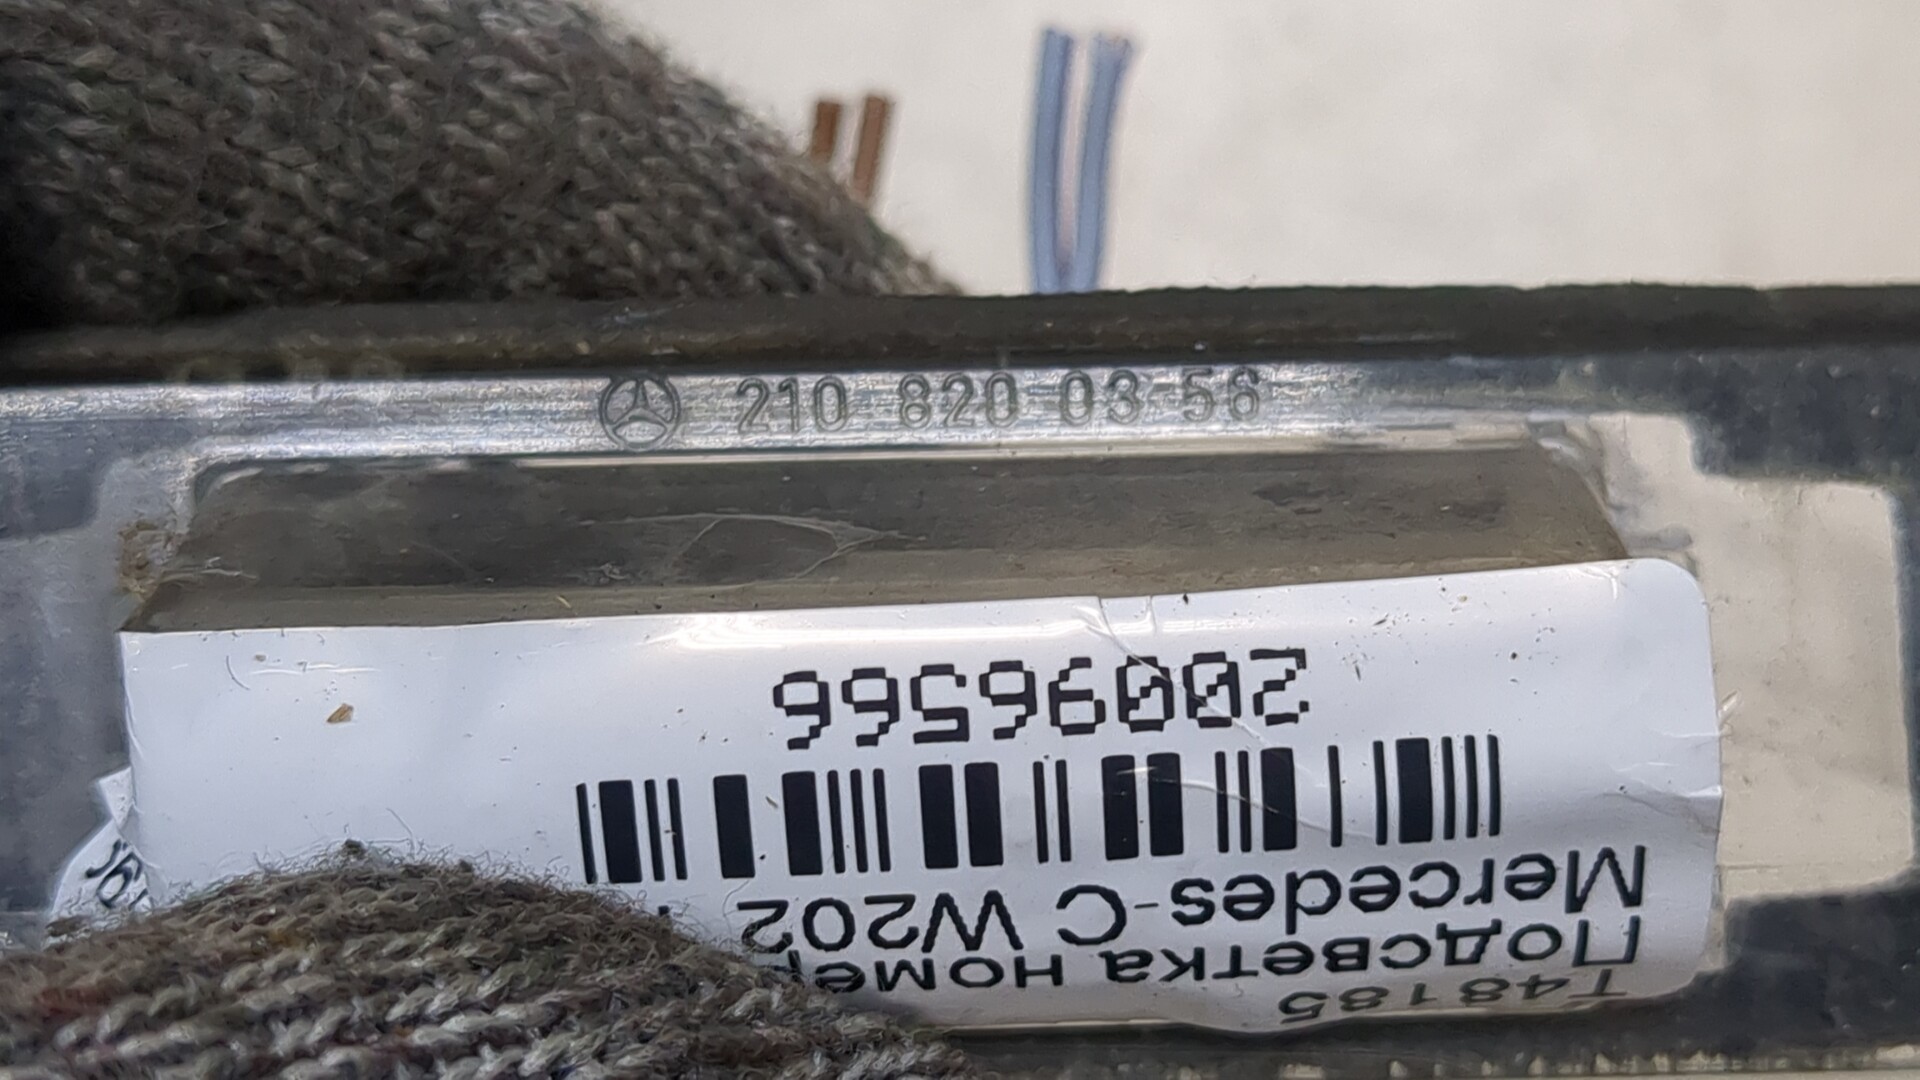 210 820 03 56
T48185
Подсветка номе
Mercedes-C W202
20096566